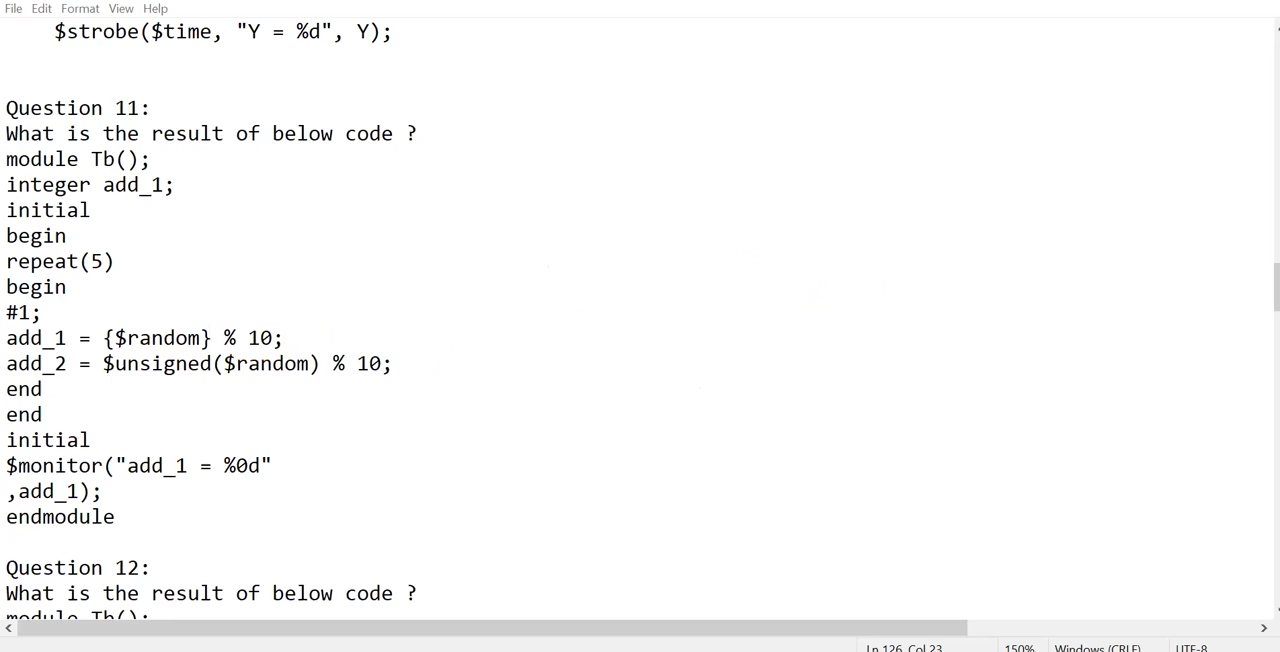 File Edit Format View Help
$strobe($time, "Y = %d", Y);
Question 11:
What is the result of below code ?
module Tb();
integer add_1;
initial
begin
repeat(5)
begin
#1;
add_1 = {$random} % 10;
add_2 = $unsigned($random) % 10;
end
end
initial
$monitor("add_1 = %0d"
,add_1);
endmodule
Question 12:
What is the result of below code ?
module Tb();
Ln 126, Col 23 150% Windows (CRLF) UTF-8